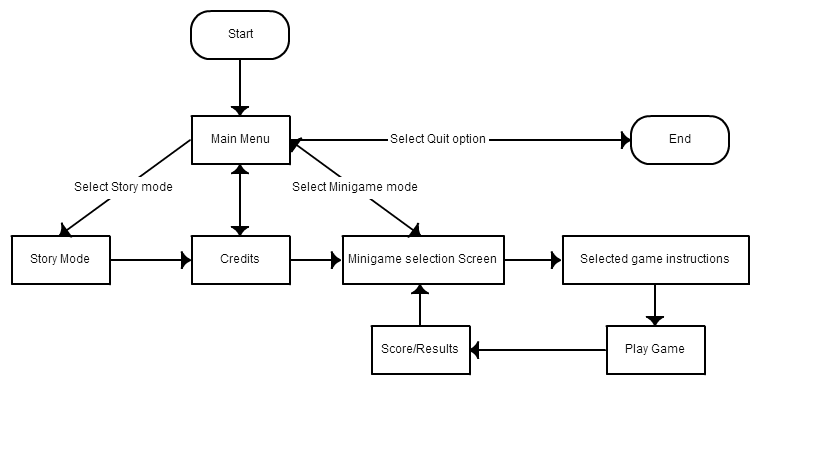 Start
Main Menu
Select Quit option
End
Select Story mode
Select Minigame mode
Story Mode
Credits
Minigame selection Screen
Selected game instructions
Score/Results
Play Game